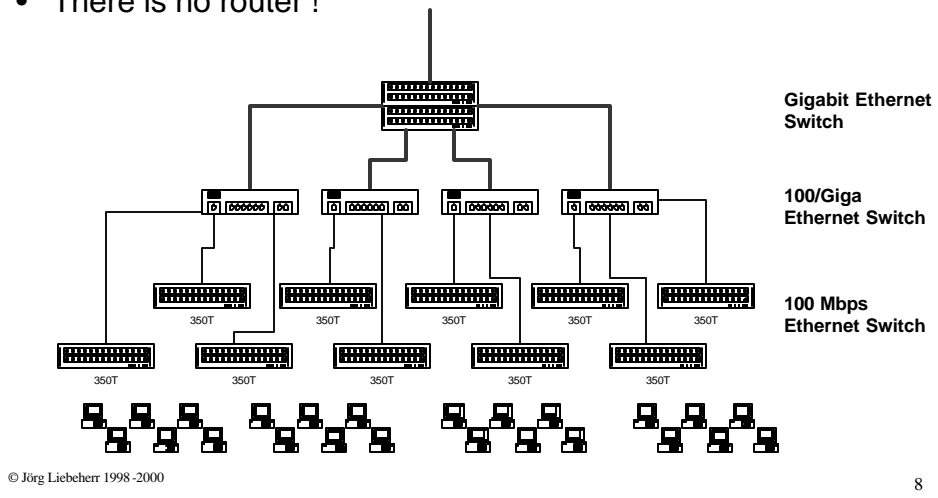 • There is no router !
Gigabit Ethernet
Switch
100/Giga
Ethernet Switch
350T
350T
350T
350T
350T
100 Mbps
Ethernet Switch
350T
350T
350T
350T
350T
© Jörg Liebeherr 1998-2000
8